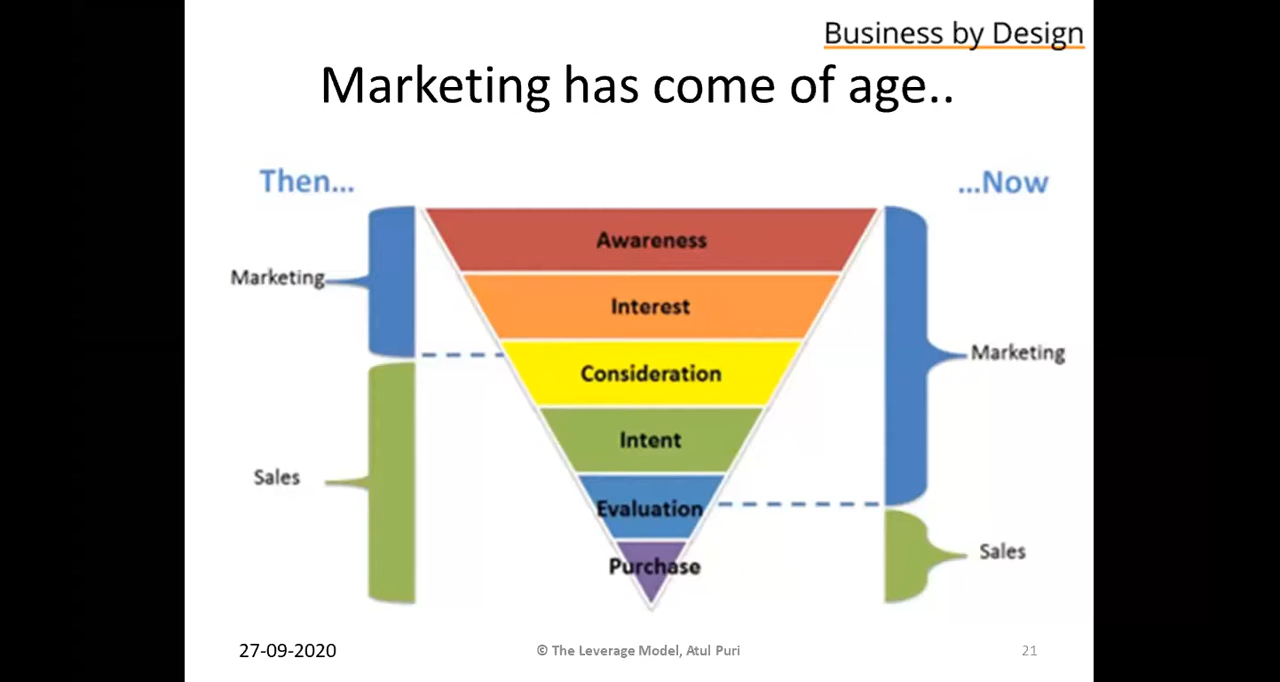 Business by Design
Marketing has come of age..
Then...
...Now
Awareness
Interest
Marketing
Consideration
Marketing
Intent
Sales
Evaluation
Sales
Purchase
27-09-2020
© The Leverage Model, Atul Puri
21